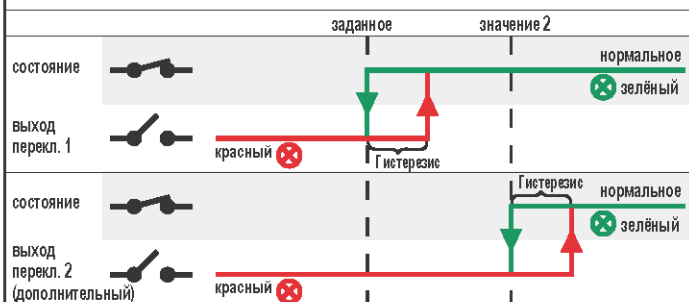 заданное значение 2
состояние
нормальное
зелёный
выход
перекл. 1
красный
Гистерезис
Гистерезис
состояние
нормальное
зелёный
выход
перекл. 2
(дополнительный)
красный